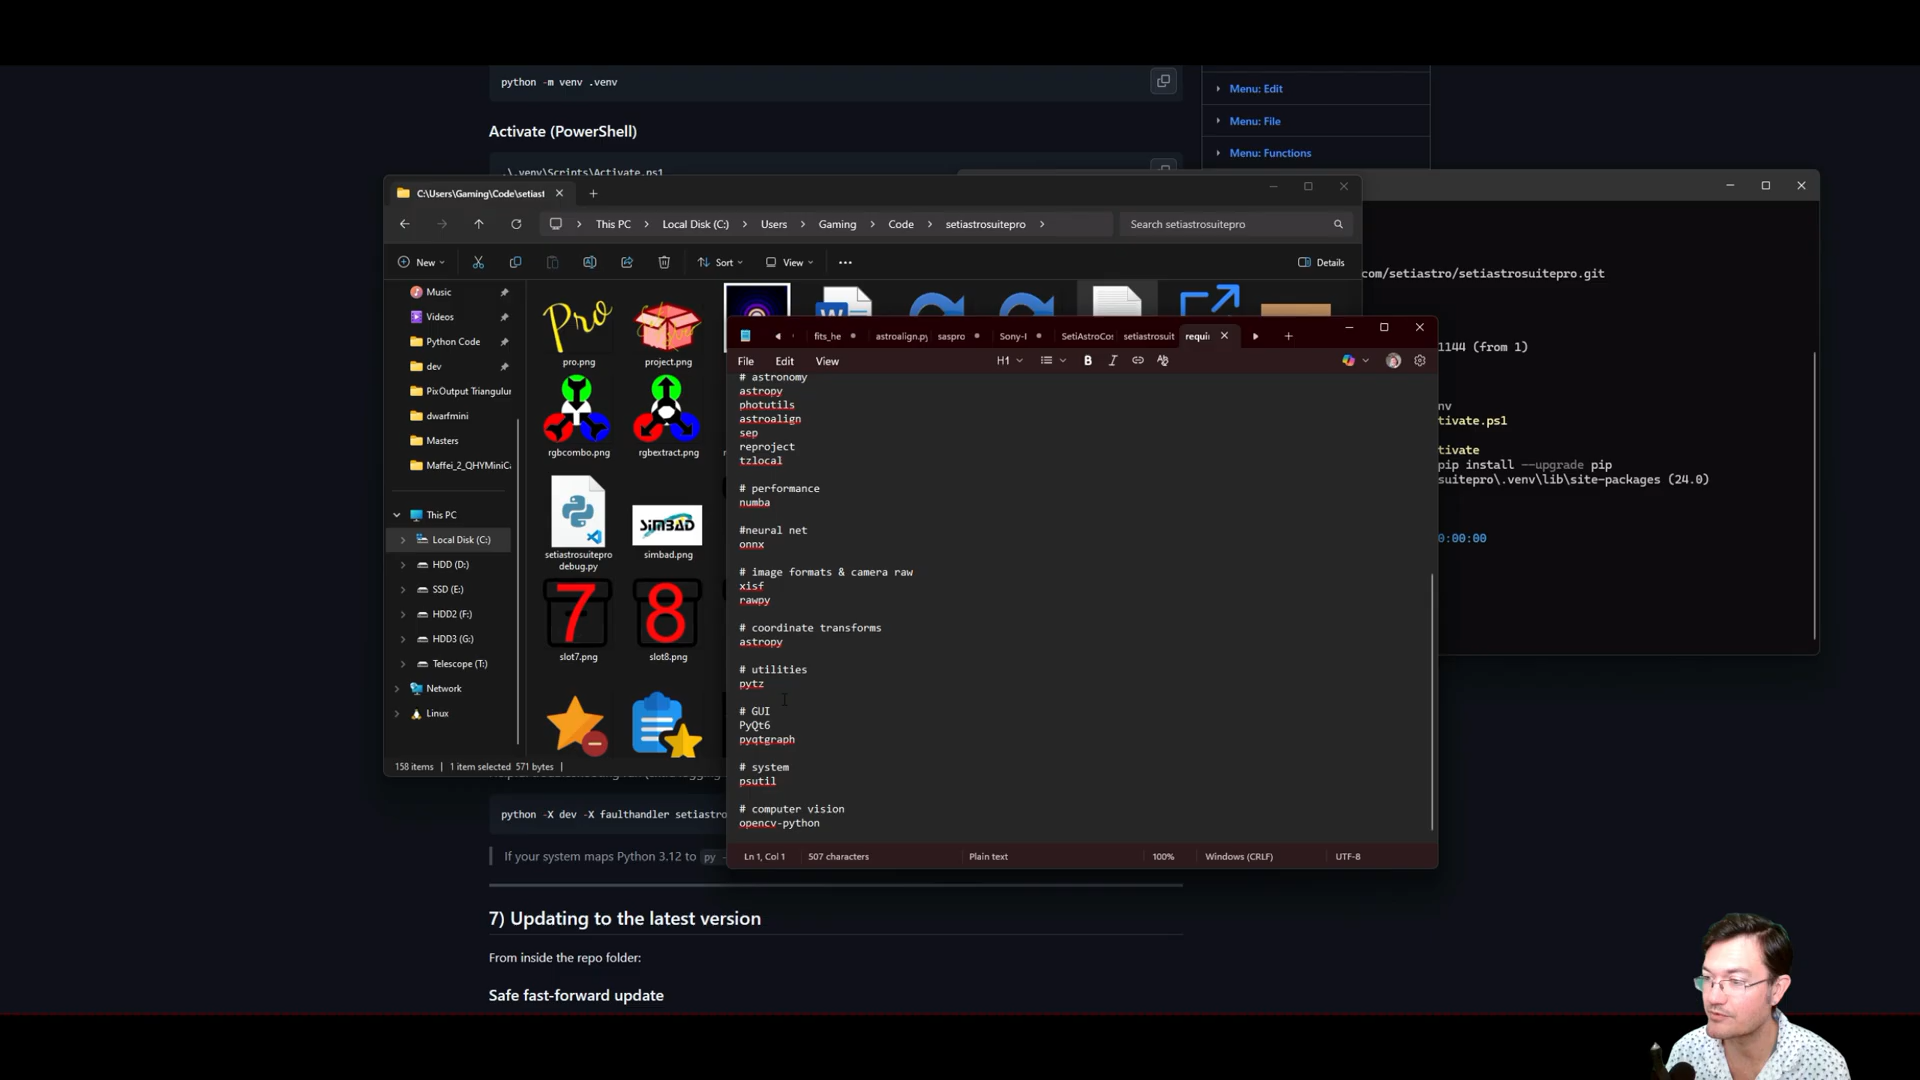 python -m venv .venv
Activate (PowerShell)
.\.venv\Scripts\Activate.ps1
Menu: Edit
Menu: File
Menu: Functions
C:\Users\Gaming\Code\setiast
This PC
Local Disk (C:)
Users
Gaming
Code
setiastrosuitepro
Search setiastrosuitepro
New
Sort
View
Details
Music
Videos
Python Code
dev
PixOutput Triangulur
dwarfmini
Masters
Maffei_2_QHYMiniCa
This PC
Local Disk (C:)
HDD (D:)
SSD (E:)
HDD2 (F:)
HDD3 (G:)
Telescope (T:)
Network
Linux
Pro
pro.png
project.png
rgbcombo.png
rgbextract.png
setiastrosuitepro
debug.py
SIMBAD
simbad.png
7
slot7.png
8
slot8.png
158 items
1 item selected 571 bytes
com/setiastro/setiastrosuitepro.git
1144 (from 1)
nv
tivate.ps1
tivate
pip install --upgrade pip
suitepro\.venv\lib\site-packages (24.0)
0:00:00
fits_he
astroalign.py
saspro
Sony-I
SetiAstroCos
setiastrosuit
requir
File
Edit
View
H1
# astronomy
astropy
photutils
astroalign
sep
reproject
tzlocal
# performance
numba
#neural net
onnx
# image formats & camera raw
xisf
rawpy
# coordinate transforms
astropy
# utilities
pytz
# GUI
PyQt6
pyqtgraph
# system
psutil
# computer vision
opencv-python
Ln 1, Col 1
507 characters
Plain text
100%
Windows (CRLF)
UTF-8
python -X dev -X faulthandler setiastro
If your system maps Python 3.12 to py -
7) Updating to the latest version
From inside the repo folder:
Safe fast-forward update